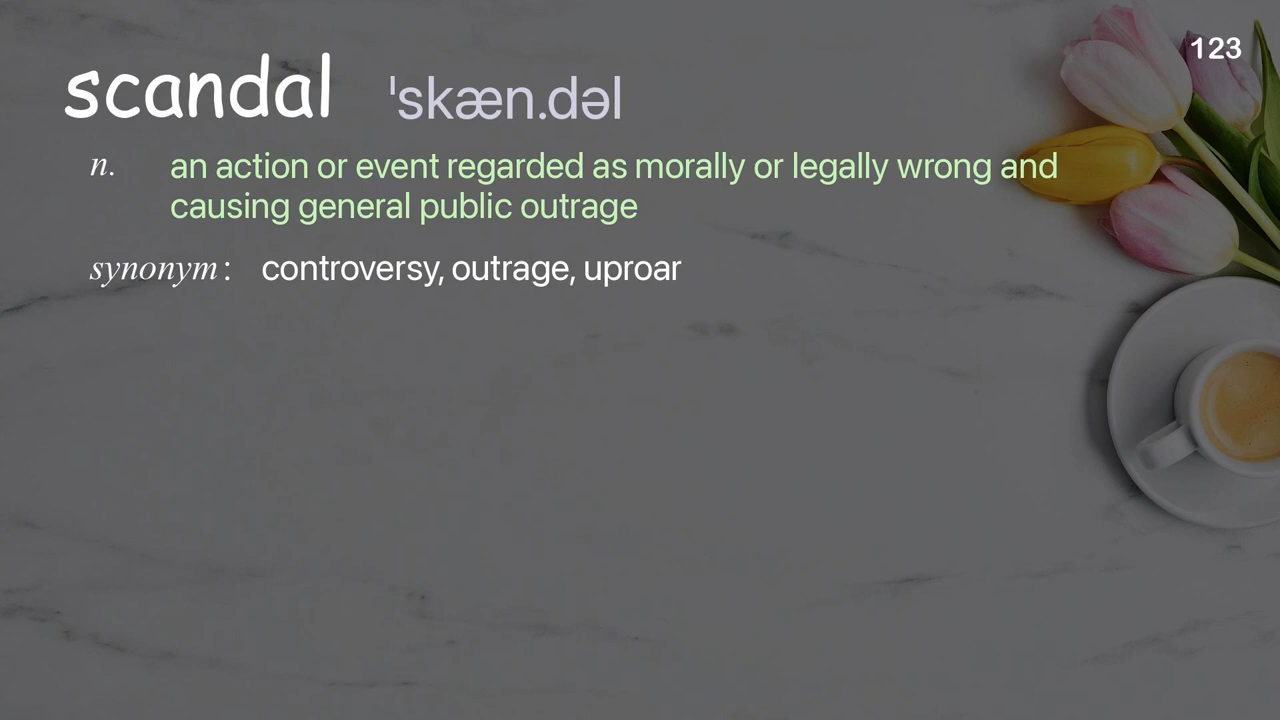 123
scandal ˈskæn.dəl
n. an action or event regarded as morally or legally wrong and
causing general public outrage
synonym: controversy, outrage, uproar